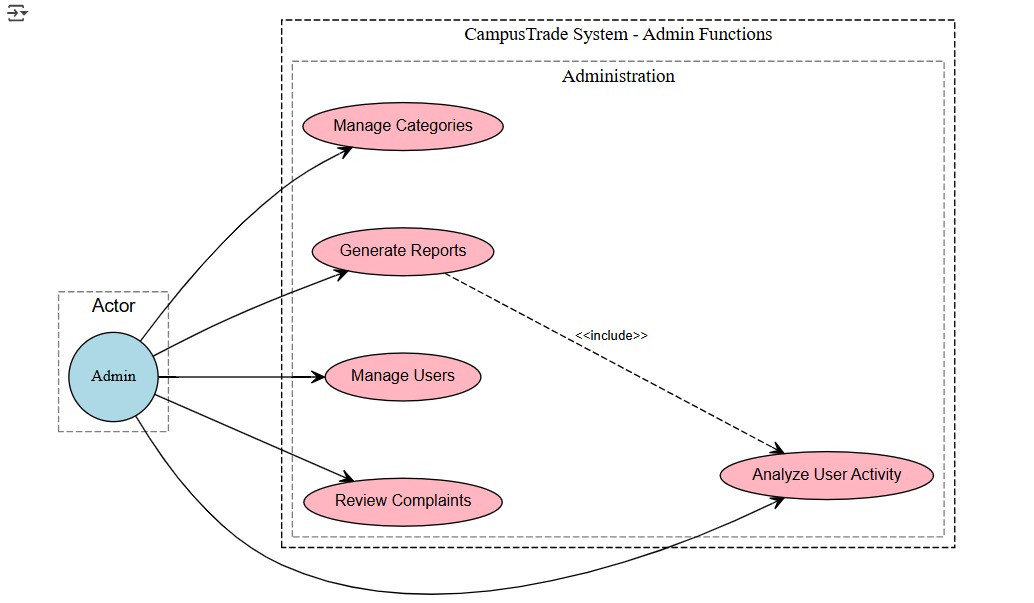 CampusTrade System - Admin Functions
Administration
Manage Categories
Generate Reports
Actor
<<include>>
Admin
Manage Users
Analyze User Activity
Review Complaints